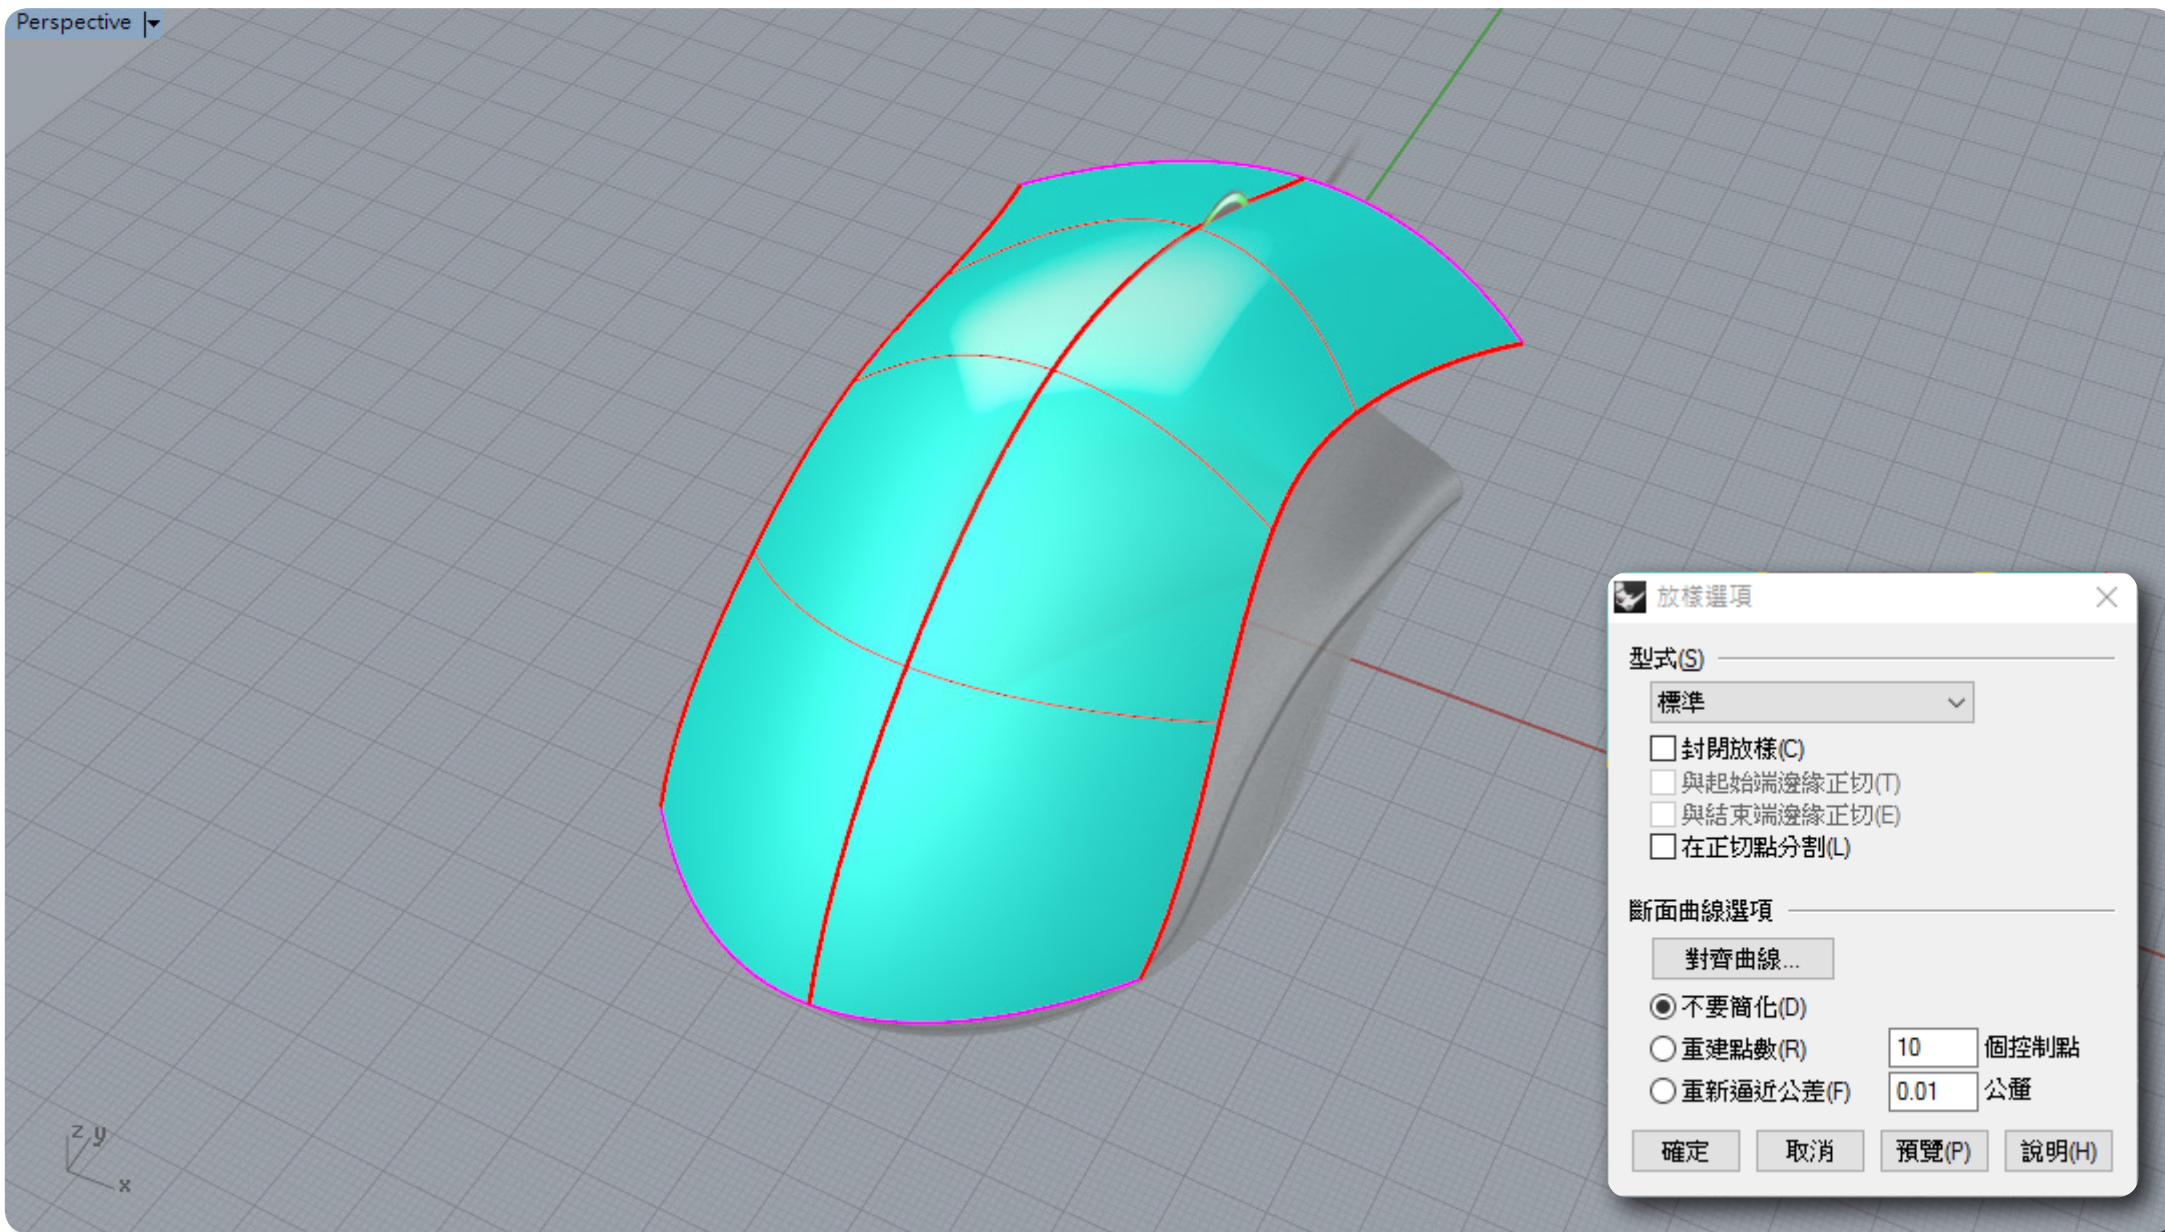 Perspective
放樣選項
型式(S)
標準
封閉放樣(C)
與起始端邊緣正切(T)
與結束端邊緣正切(E)
在正切點分割(L)
斷面曲線選項
對齊曲線...
不要簡化(D)
重建點數(R) 10 個控制點
重新逼近公差(F) 0.01 公釐
確定 取消 預覽(P) 說明(H)
z y
x